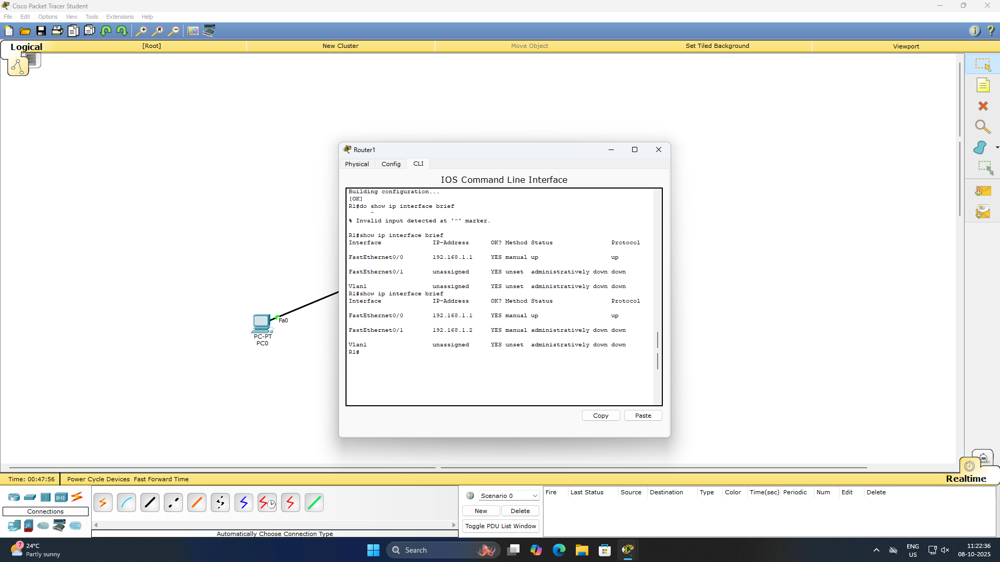 Cisco Packet Tracer Student
File Edit Options View Tools Extensions Help
Logical [Root] New Cluster Move Object Set Tiled Background Viewport
Router1
Physical Config CLI
IOS Command Line Interface
Building configuration...
[OK]
R1#do show ip interface brief
^
% Invalid input detected at '^' marker.
R1#show ip interface brief
Interface IP-Address OK? Method Status Protocol
FastEthernet0/0 192.168.1.1 YES manual up up
FastEthernet0/1 unassigned YES unset administratively down down
Vlan1 unassigned YES unset administratively down down
R1#show ip interface brief
Interface IP-Address OK? Method Status Protocol
FastEthernet0/0 192.168.1.1 YES manual up up
FastEthernet0/1 192.168.1.2 YES manual administratively down down
Vlan1 unassigned YES unset administratively down down
R1#
Copy Paste
Fa0
PC-PT
PC0
Time: 00:47:56 Power Cycle Devices Fast Forward Time
Realtime
Connections
Automatically Choose Connection Type
Scenario 0
New Delete
Toggle PDU List Window
Fire Last Status Source Destination Type Color Time(sec) Periodic Num Edit Delete
7
24°C
Partly sunny
Search
ENG
US
11:22:36
08-10-2025